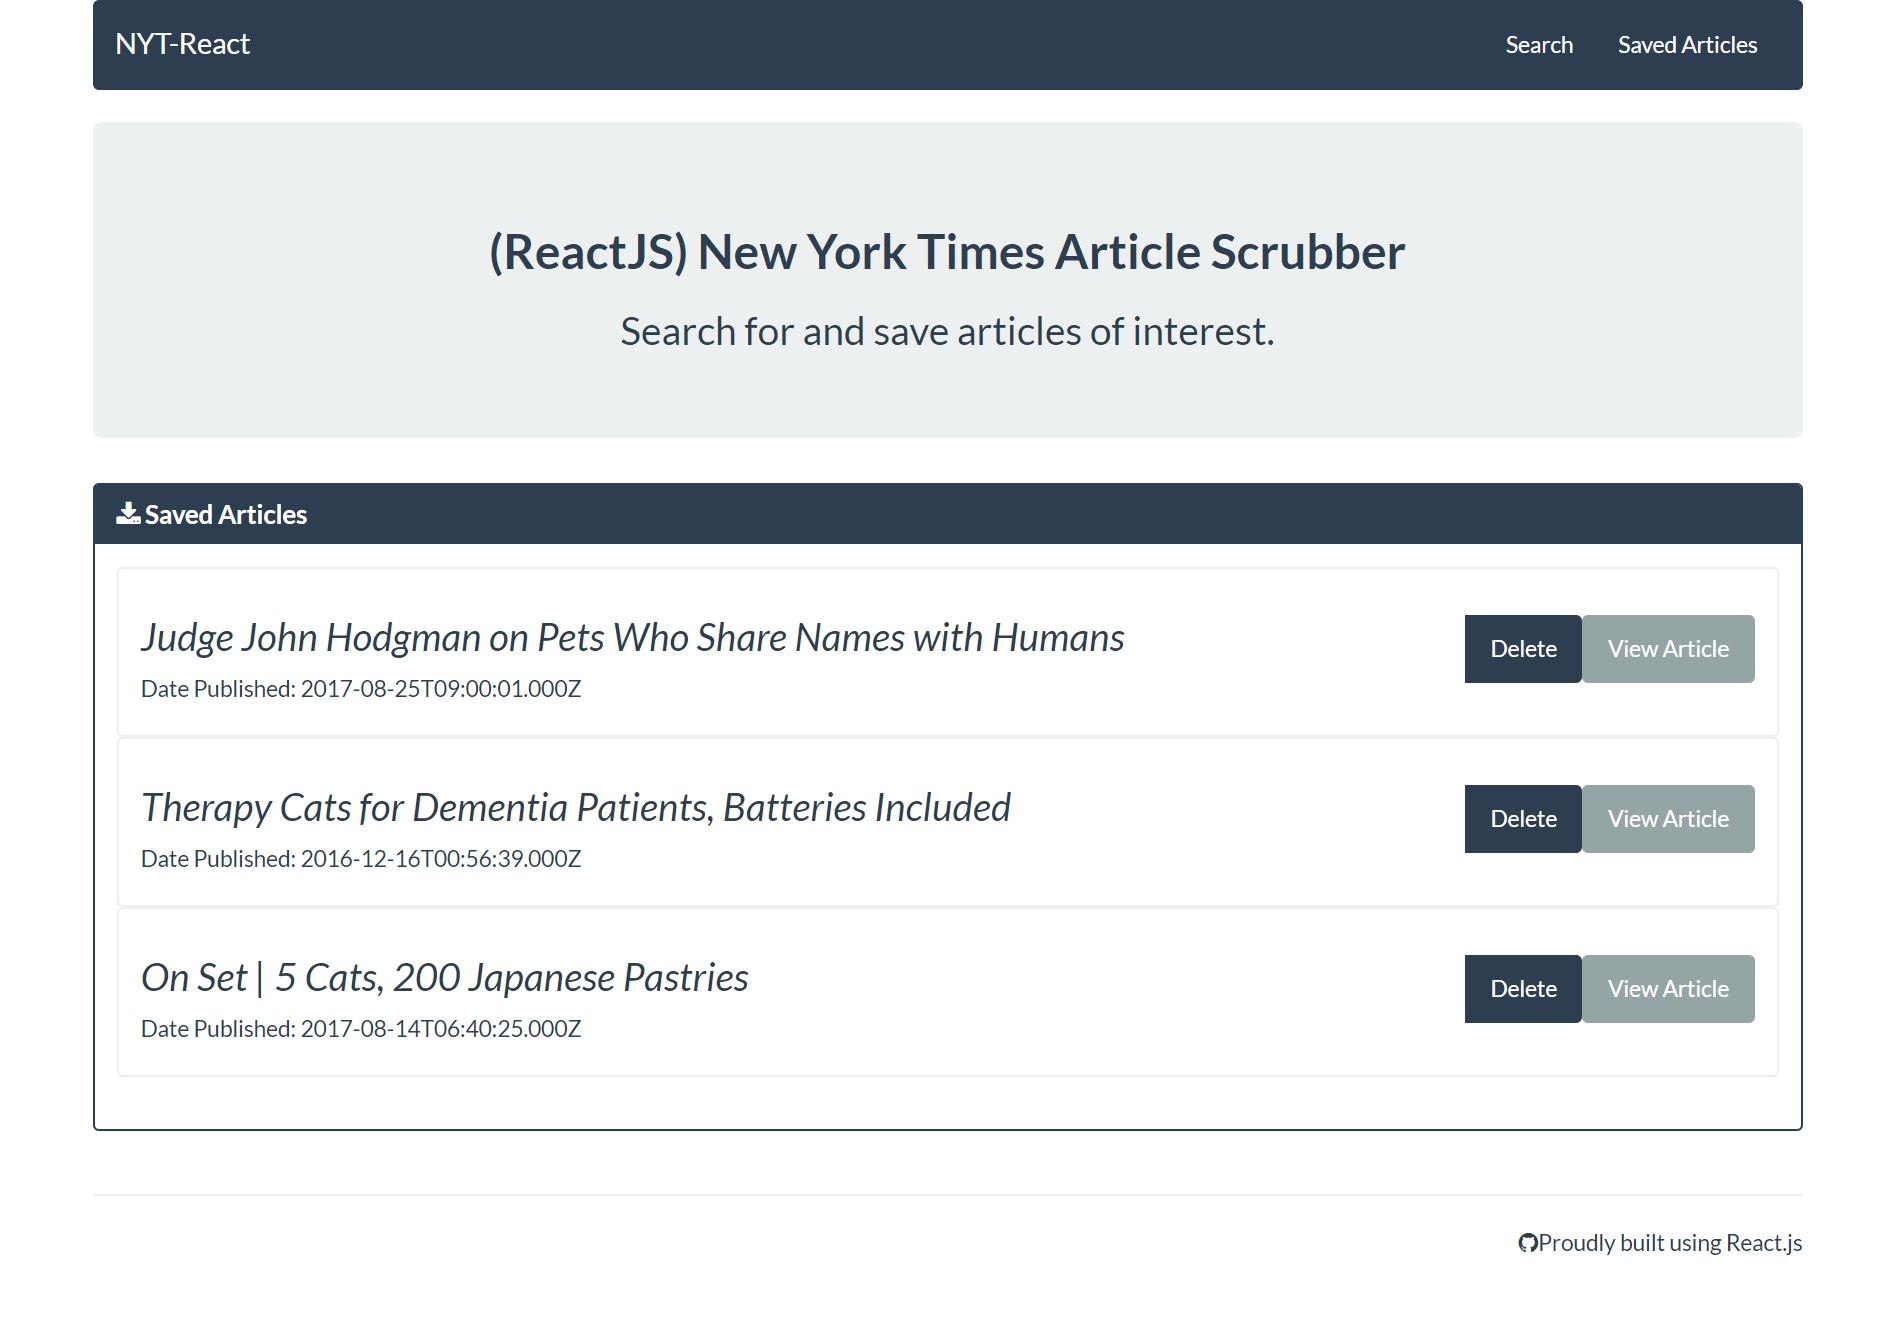 NYT-React
Search
Saved Articles
(ReactJS) New York Times Article Scrubber
Search for and save articles of interest.
Saved Articles
Judge John Hodgman on Pets Who Share Names with Humans
Date Published: 2017-08-25T09:00:01.000Z
Delete
View Article
Therapy Cats for Dementia Patients, Batteries Included
Date Published: 2016-12-16T00:56:39.000Z
Delete
View Article
On Set | 5 Cats, 200 Japanese Pastries
Date Published: 2017-08-14T06:40:25.000Z
Delete
View Article
Proudly built using React.js